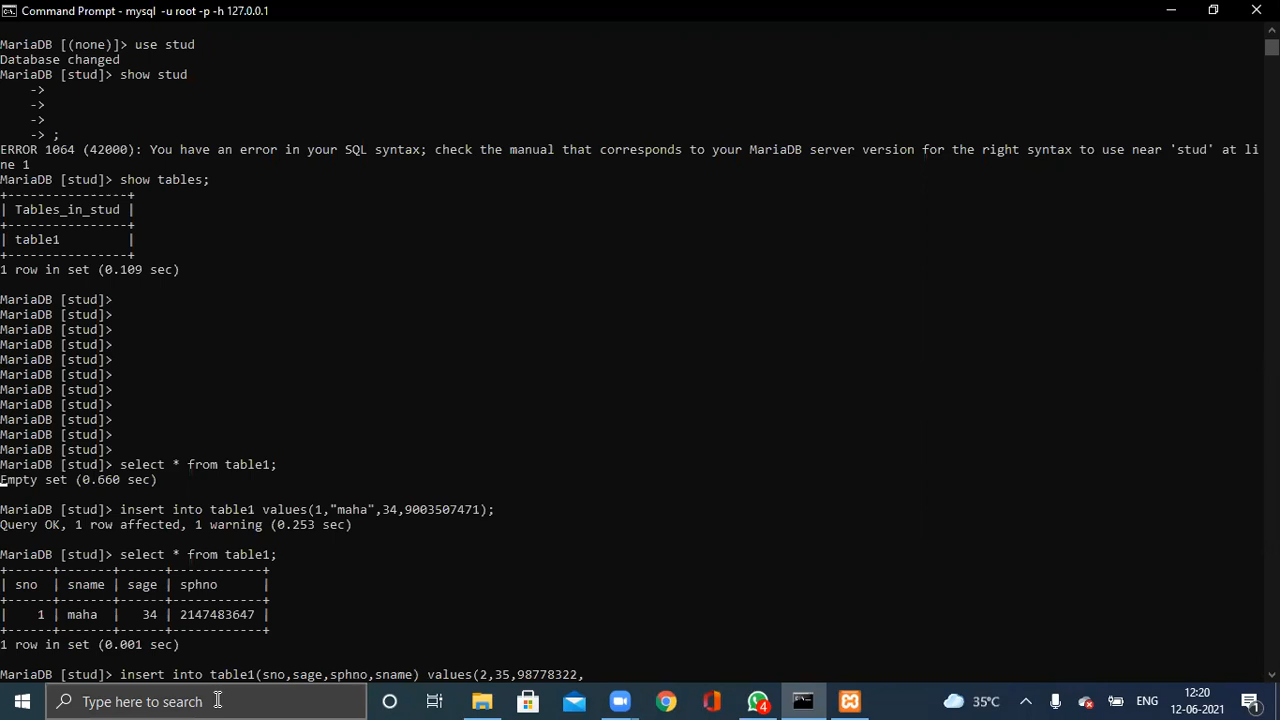 Command Prompt - mysql -u root -p -h 127.0.0.1
MariaDB [(none)]> use stud
Database changed
MariaDB [stud]> show stud
    ->
    ->
    ->
    -> ;
ERROR 1064 (42000): You have an error in your SQL syntax; check the manual that corresponds to your MariaDB server version for the right syntax to use near 'stud' at li
ne 1
MariaDB [stud]> show tables;
+----------------+
| Tables_in_stud |
+----------------+
| table1         |
+----------------+
1 row in set (0.109 sec)
MariaDB [stud]>
MariaDB [stud]>
MariaDB [stud]>
MariaDB [stud]>
MariaDB [stud]>
MariaDB [stud]>
MariaDB [stud]>
MariaDB [stud]>
MariaDB [stud]>
MariaDB [stud]>
MariaDB [stud]>
MariaDB [stud]> select * from table1;
Empty set (0.660 sec)
MariaDB [stud]> insert into table1 values(1,"maha",34,9003507471);
Query OK, 1 row affected, 1 warning (0.253 sec)
MariaDB [stud]> select * from table1;
+------+-------+------+------------+
| sno  | sname | sage | sphno      |
+------+-------+------+------------+
|    1 | maha  |   34 | 2147483647 |
+------+-------+------+------------+
1 row in set (0.001 sec)
MariaDB [stud]> insert into table1(sno,sage,sphno,sname) values(2,35,98778322,
Type here to search
4
35°C
ENG
12:20
12-06-2021
1